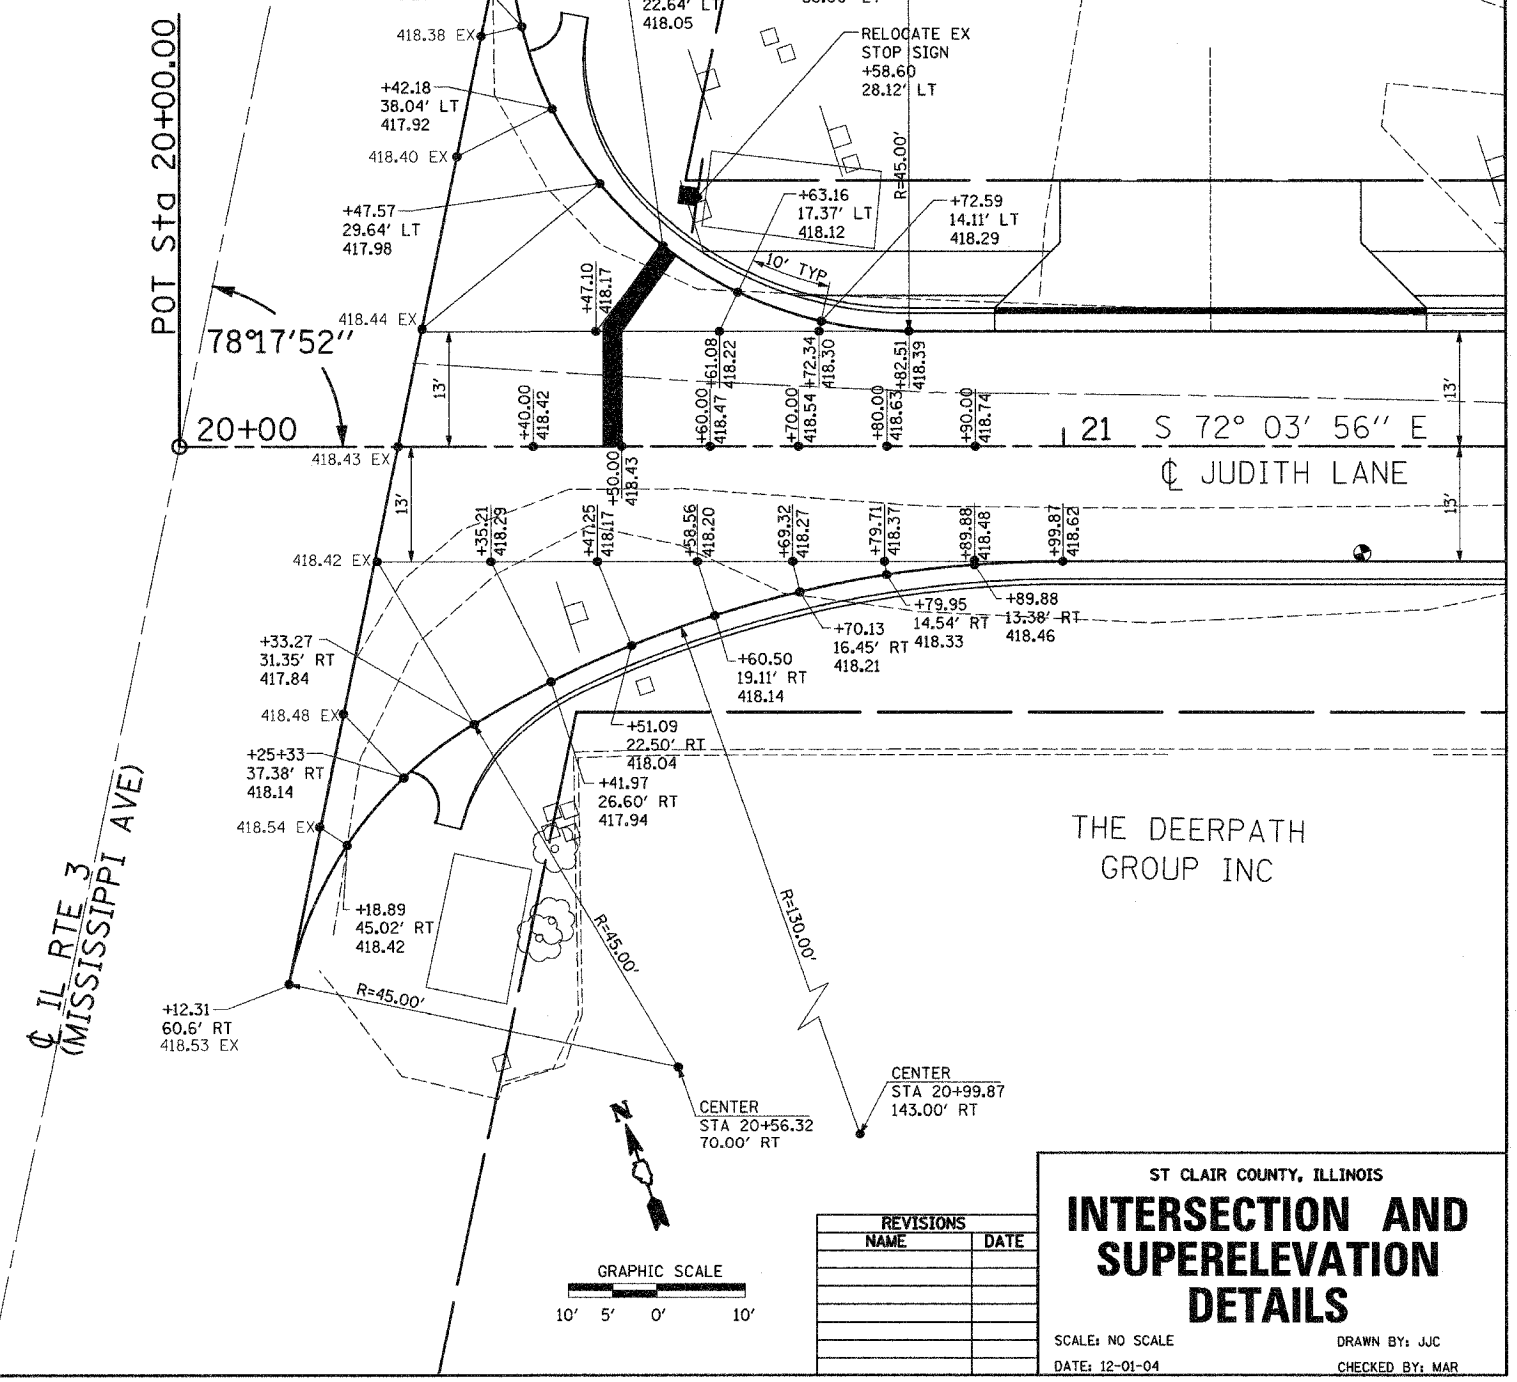 22.64' LT
418.05
418.38 EX
RELOCATE EX
STOP SIGN
+58.60
28.12' LT
+42.18
38.04' LT
417.92
418.40 EX
R=45.00'
POT Sta 20+00.00
+47.57
29.64' LT
417.98
+63.16
17.37' LT
418.12
+72.59
14.11' LT
418.29
10' TYP
+47.10
418.17
418.44 EX
78°17'52"
13'
+61.08
418.22
+72.34
418.30
+82.51
418.39
13'
20+00
+40.00
418.42
+60.00
418.47
+70.00
418.54
+80.00
418.63
+90.00
418.74
21
S 72° 03' 56" E
418.43 EX
+50.00
418.43
℄ JUDITH LANE
13'
13'
+35.21
418.29
+47.25
418.17
+58.56
418.20
+69.32
418.27
+79.71
418.37
+89.88
418.48
+99.87
418.62
418.42 EX
+33.27
31.35' RT
417.84
+79.95
14.54' RT
418.33
+89.88
13.38' RT
418.46
+70.13
16.45' RT
418.21
+60.50
19.11' RT
418.14
418.48 EX
+51.09
22.50' RT
418.04
+25+33
37.38' RT
418.14
+41.97
26.60' RT
417.94
418.54 EX
THE DEERPATH
GROUP INC
℄ IL RTE 3
(MISSISSIPPI AVE)
+18.89
45.02' RT
418.42
R=45.00'
R=130.00'
R=45.00'
+12.31
60.6' RT
418.53 EX
CENTER
STA 20+99.87
143.00' RT
CENTER
STA 20+56.32
70.00' RT
N
GRAPHIC SCALE
10' 5' 0' 10'
REVISIONS
NAME DATE
ST CLAIR COUNTY, ILLINOIS
INTERSECTION AND
SUPERELEVATION
DETAILS
SCALE: NO SCALE
DRAWN BY: JJC
DATE: 12-01-04
CHECKED BY: MAR